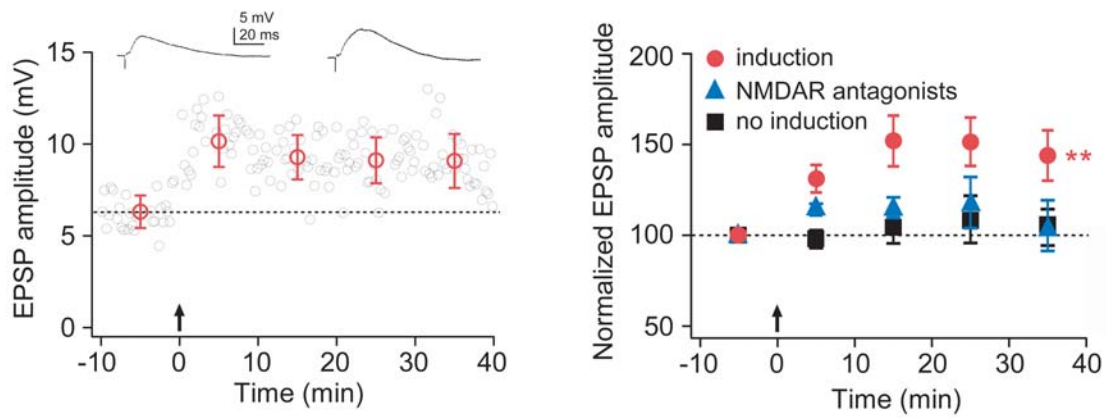 5 mV
20 ms
EPSP amplitude (mV)
15
10
5
0
-10 0 10 20 30 40
Time (min)
Normalized EPSP amplitude
200
150
100
50
induction
NMDAR antagonists
no induction
**
-10 0 10 20 30 40
Time (min)